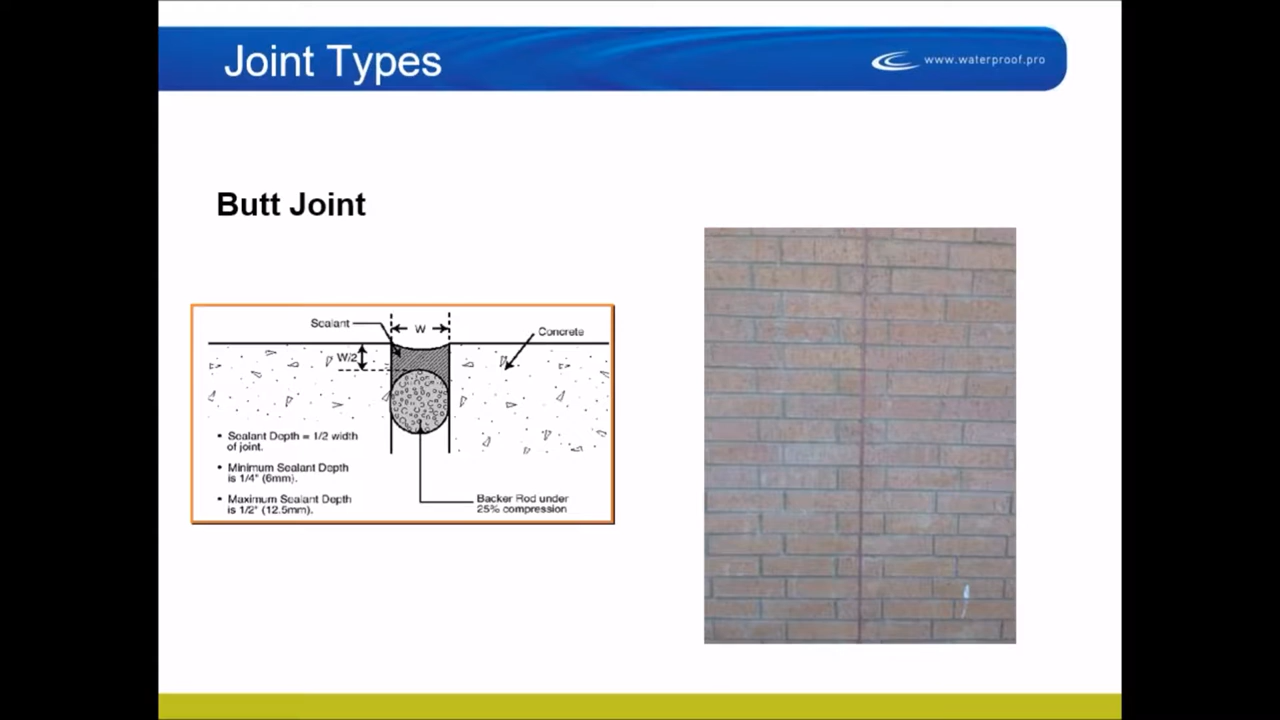 Joint Types
www.waterproof.pro
Butt Joint
Sealant
W
Concrete
W/2
• Sealant Depth = 1/2 width
of joint.
• Minimum Sealant Depth
is 1/4" (6mm).
• Maximum Sealant Depth
is 1/2" (12.5mm).
Backer Rod under
25% compression